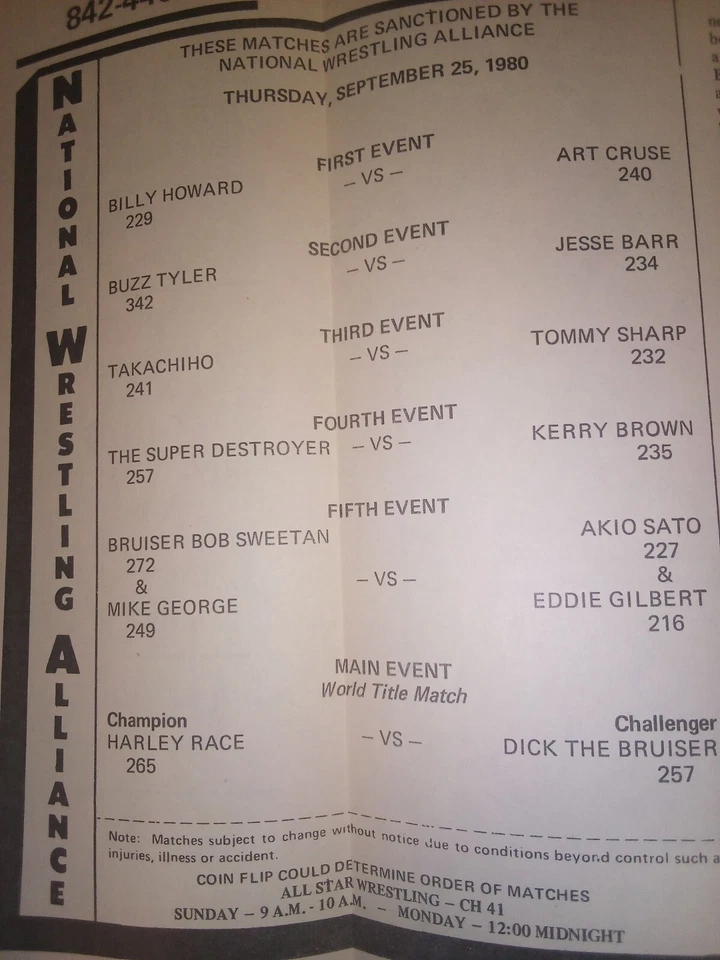 842-44
THESE MATCHES ARE SANCTIONED BY THE
NATIONAL WRESTLING ALLIANCE
THURSDAY, SEPTEMBER 25, 1980
NATIONAL WRESTLING ALLIANCE
FIRST EVENT
BILLY HOWARD — VS — ART CRUSE
229 240
SECOND EVENT
BUZZ TYLER — VS — JESSE BARR
342 234
THIRD EVENT
TAKACHIHO — VS — TOMMY SHARP
241 232
FOURTH EVENT
THE SUPER DESTROYER — VS — KERRY BROWN
257 235
FIFTH EVENT
BRUISER BOB SWEETAN AKIO SATO
272 227
& — VS — &
MIKE GEORGE EDDIE GILBERT
249 216
MAIN EVENT
World Title Match
Champion Challenger
HARLEY RACE — VS — DICK THE BRUISER
265 257
Note: Matches subject to change without notice due to conditions beyond control such a
injuries, illness or accident.
COIN FLIP COULD DETERMINE ORDER OF MATCHES
ALL STAR WRESTLING — CH 41
SUNDAY — 9 A.M. - 10 A.M. — MONDAY — 12:00 MIDNIGHT